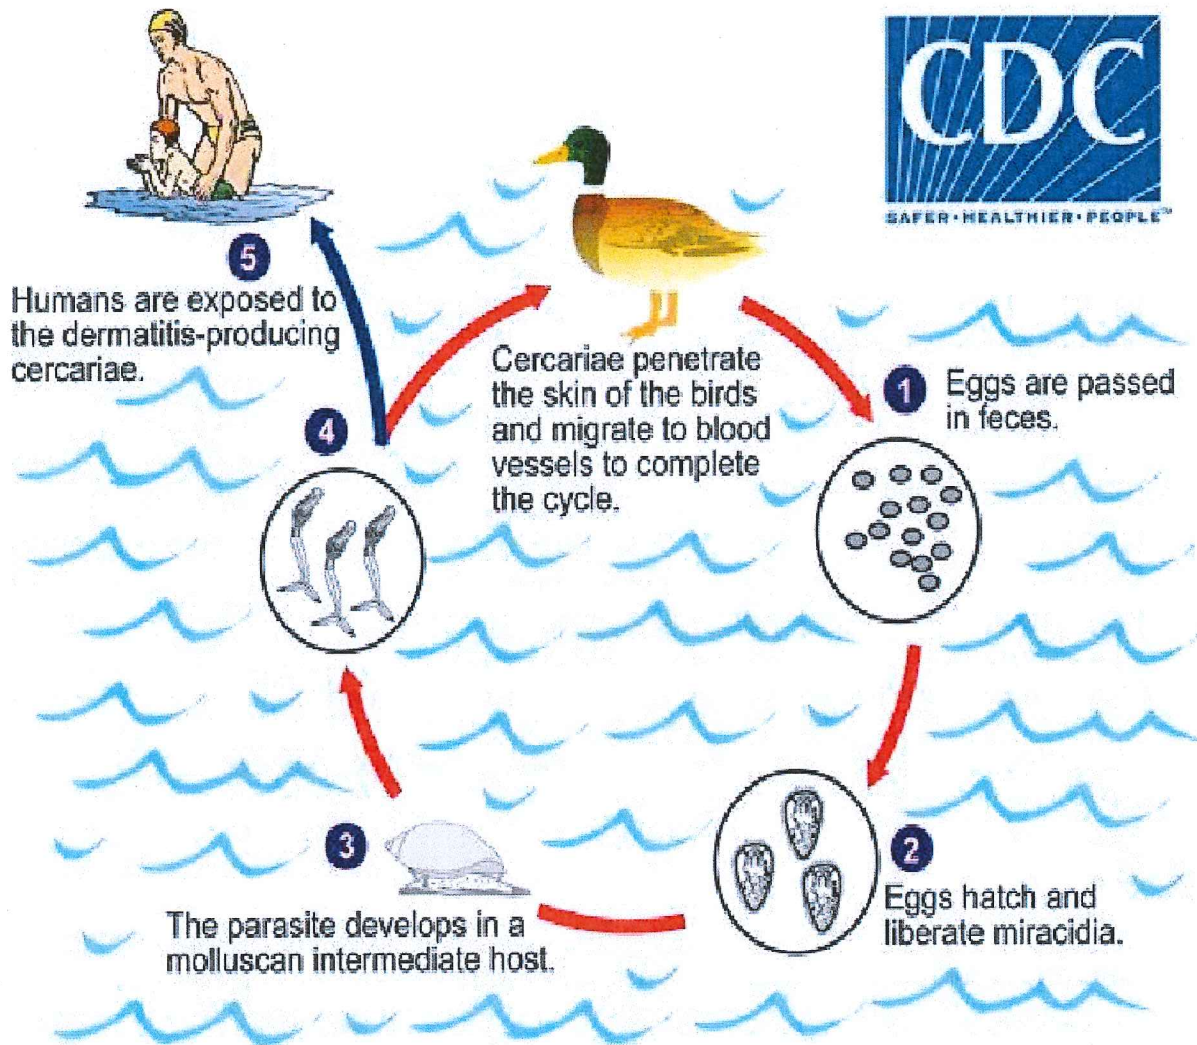 CDC
SAFER•HEALTHIER•PEOPLE™
5
Humans are exposed to
the dermatitis-producing
cercariae.
Cercariae penetrate
the skin of the birds
and migrate to blood
vessels to complete
the cycle.
1
Eggs are passed
in feces.
2
Eggs hatch and
liberate miracidia.
3
The parasite develops in a
molluscan intermediate host.
4